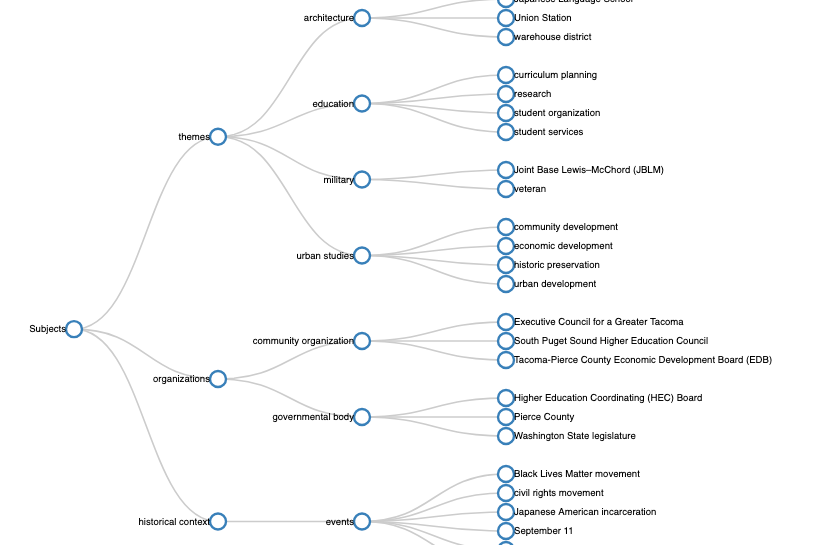 Japanese Language School
architecture
Union Station
warehouse district
curriculum planning
research
education
student organization
student services
themes
Joint Base Lewis–McChord (JBLM)
military
veteran
community development
economic development
urban studies
historic preservation
urban development
Subjects
Executive Council for a Greater Tacoma
community organization
South Puget Sound Higher Education Council
Tacoma-Pierce County Economic Development Board (EDB)
organizations
Higher Education Coordinating (HEC) Board
governmental body
Pierce County
Washington State legislature
Black Lives Matter movement
civil rights movement
Japanese American incarceration
historical context
events
September 11